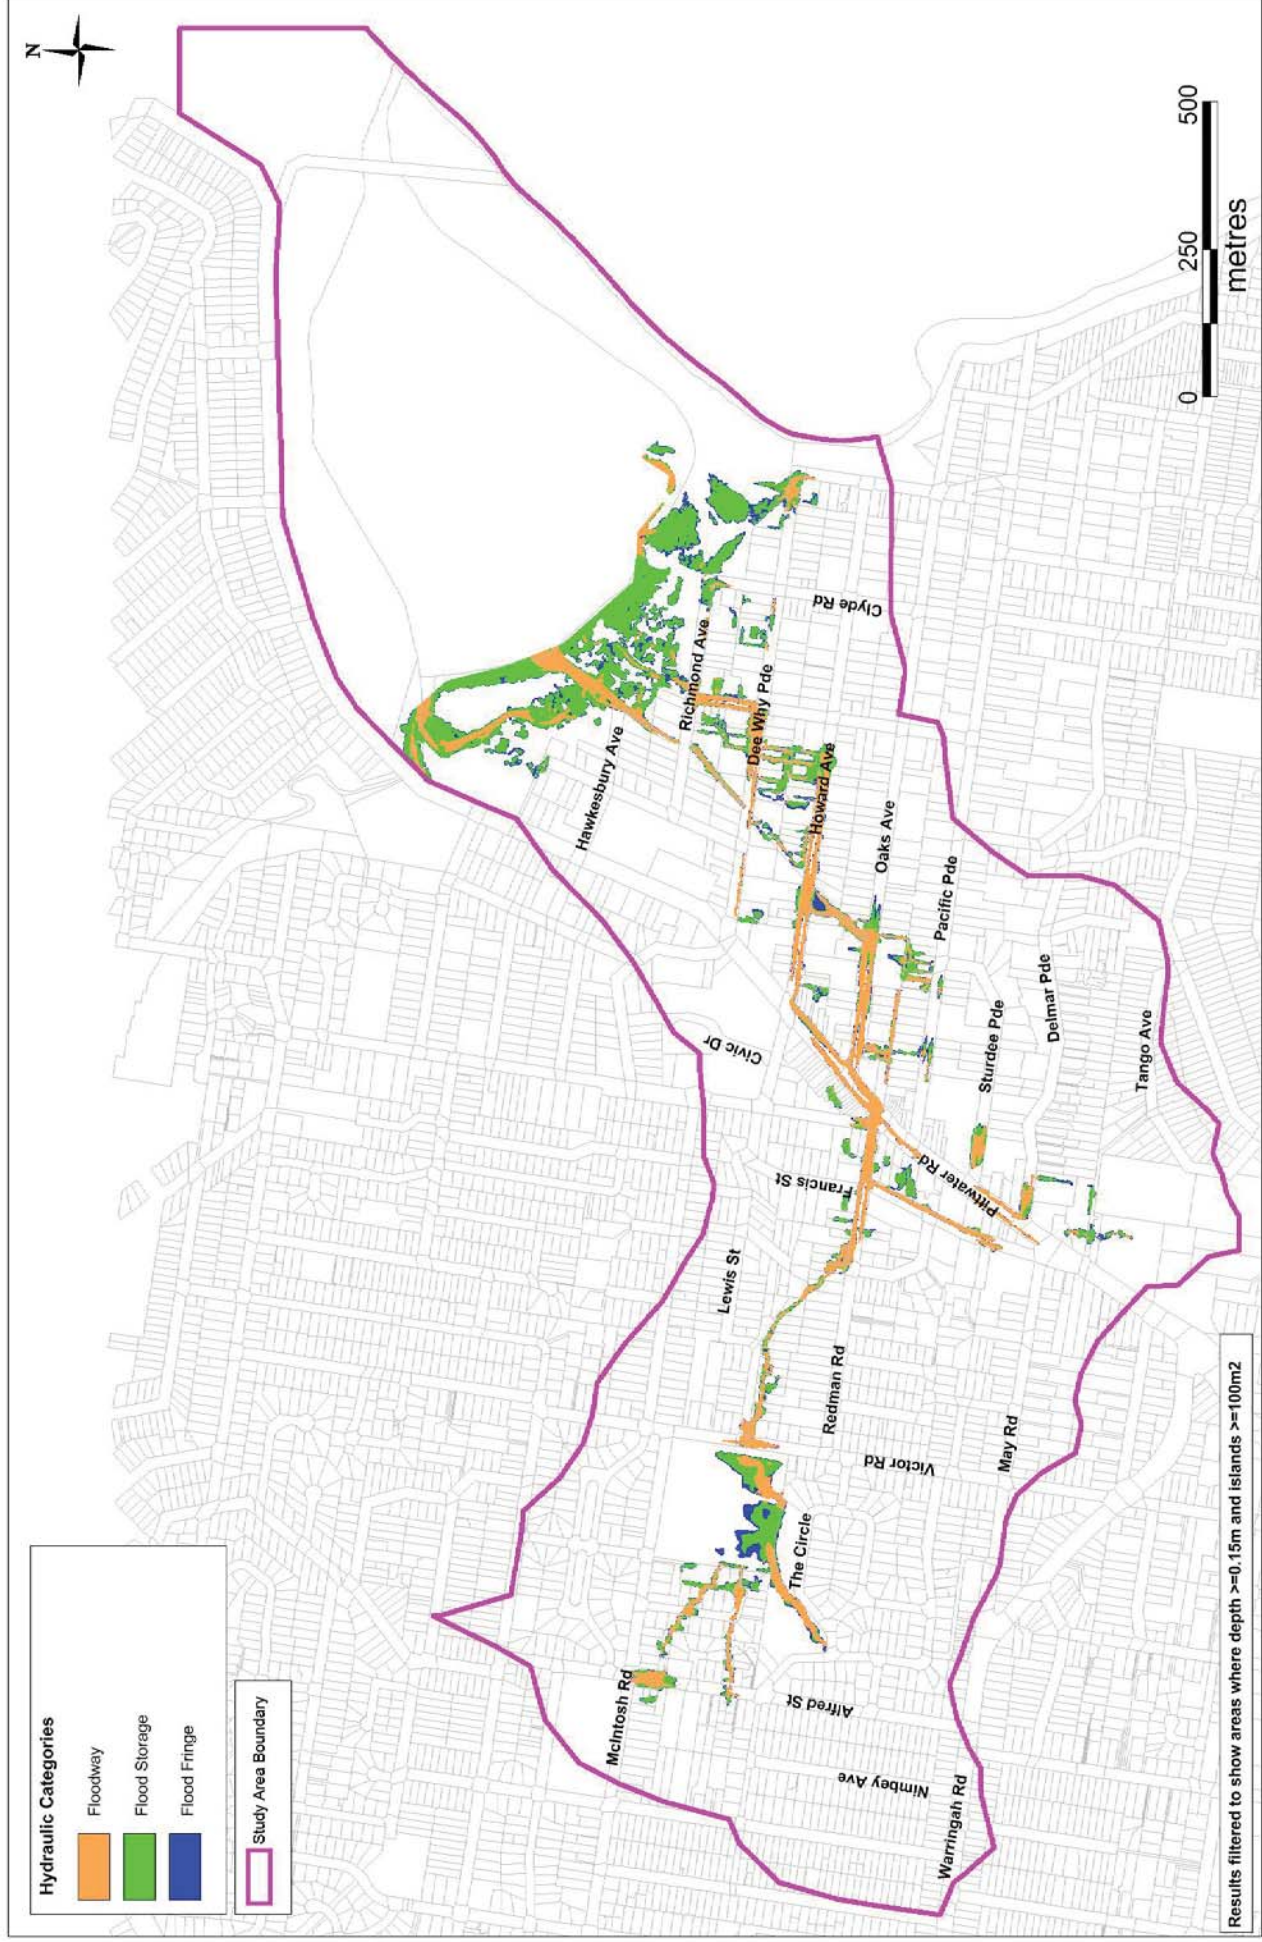 N
Hydraulic Categories
Floodway
Flood Storage
Flood Fringe
Study Area Boundary
McIntosh Rd
Nimbey Ave
Alfred St
Warringah Rd
The Circle
Victor Rd
May Rd
Redman Rd
Lewis St
Francis St
Pittwater Rd
Civic Dr
Sturdee Pde
Delmar Pde
Tango Ave
Pacific Pde
Oaks Ave
Howard Ave
Dee Why Pde
Hawkesbury Ave
Richmond Ave
Clyde Rd
0 250 500
metres
Results filtered to show areas where depth >=0.15m and islands >=100m2